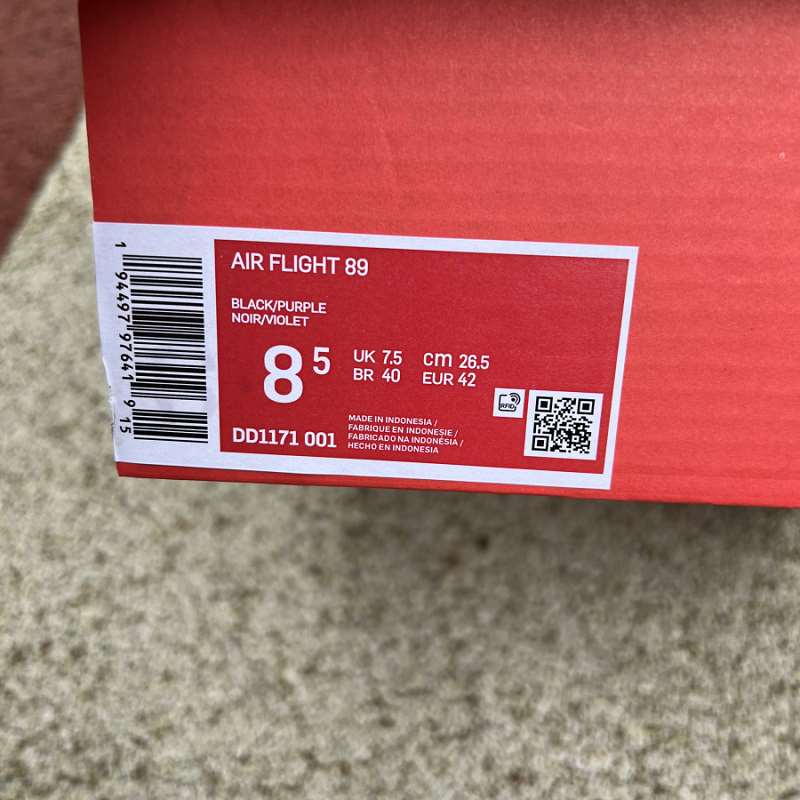 1 94497 97641 9 15
AIR FLIGHT 89
BLACK/PURPLE
NOIR/VIOLET
8 5
UK 7.5 cm 26.5
BR 40 EUR 42
RFID
DD1171 001
MADE IN INDONESIA /
FABRIQUE EN INDONESIE /
FABRICADO NA INDONÉSIA /
HECHO EN INDONESIA